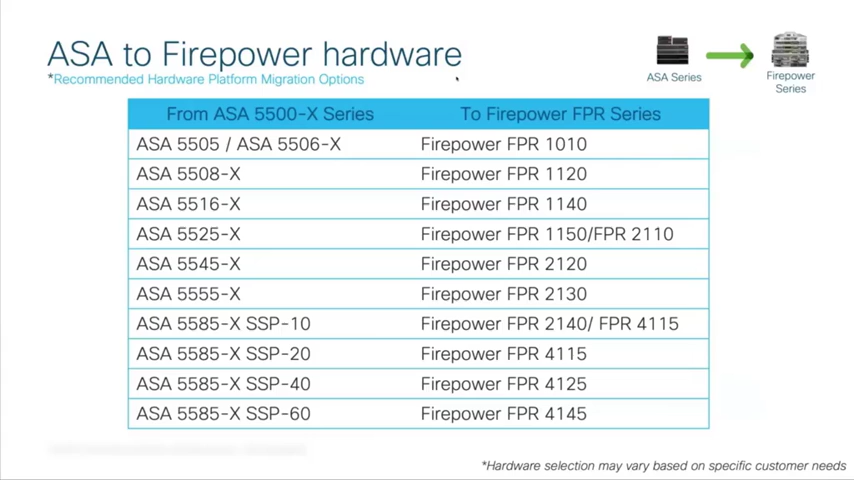 ASA to Firepower hardware
*Recommended Hardware Platform Migration Options
ASA Series
Firepower
Series
From ASA 5500-X Series To Firepower FPR Series
ASA 5505 / ASA 5506-X Firepower FPR 1010
ASA 5508-X Firepower FPR 1120
ASA 5516-X Firepower FPR 1140
ASA 5525-X Firepower FPR 1150/FPR 2110
ASA 5545-X Firepower FPR 2120
ASA 5555-X Firepower FPR 2130
ASA 5585-X SSP-10 Firepower FPR 2140/ FPR 4115
ASA 5585-X SSP-20 Firepower FPR 4115
ASA 5585-X SSP-40 Firepower FPR 4125
ASA 5585-X SSP-60 Firepower FPR 4145
*Hardware selection may vary based on specific customer needs